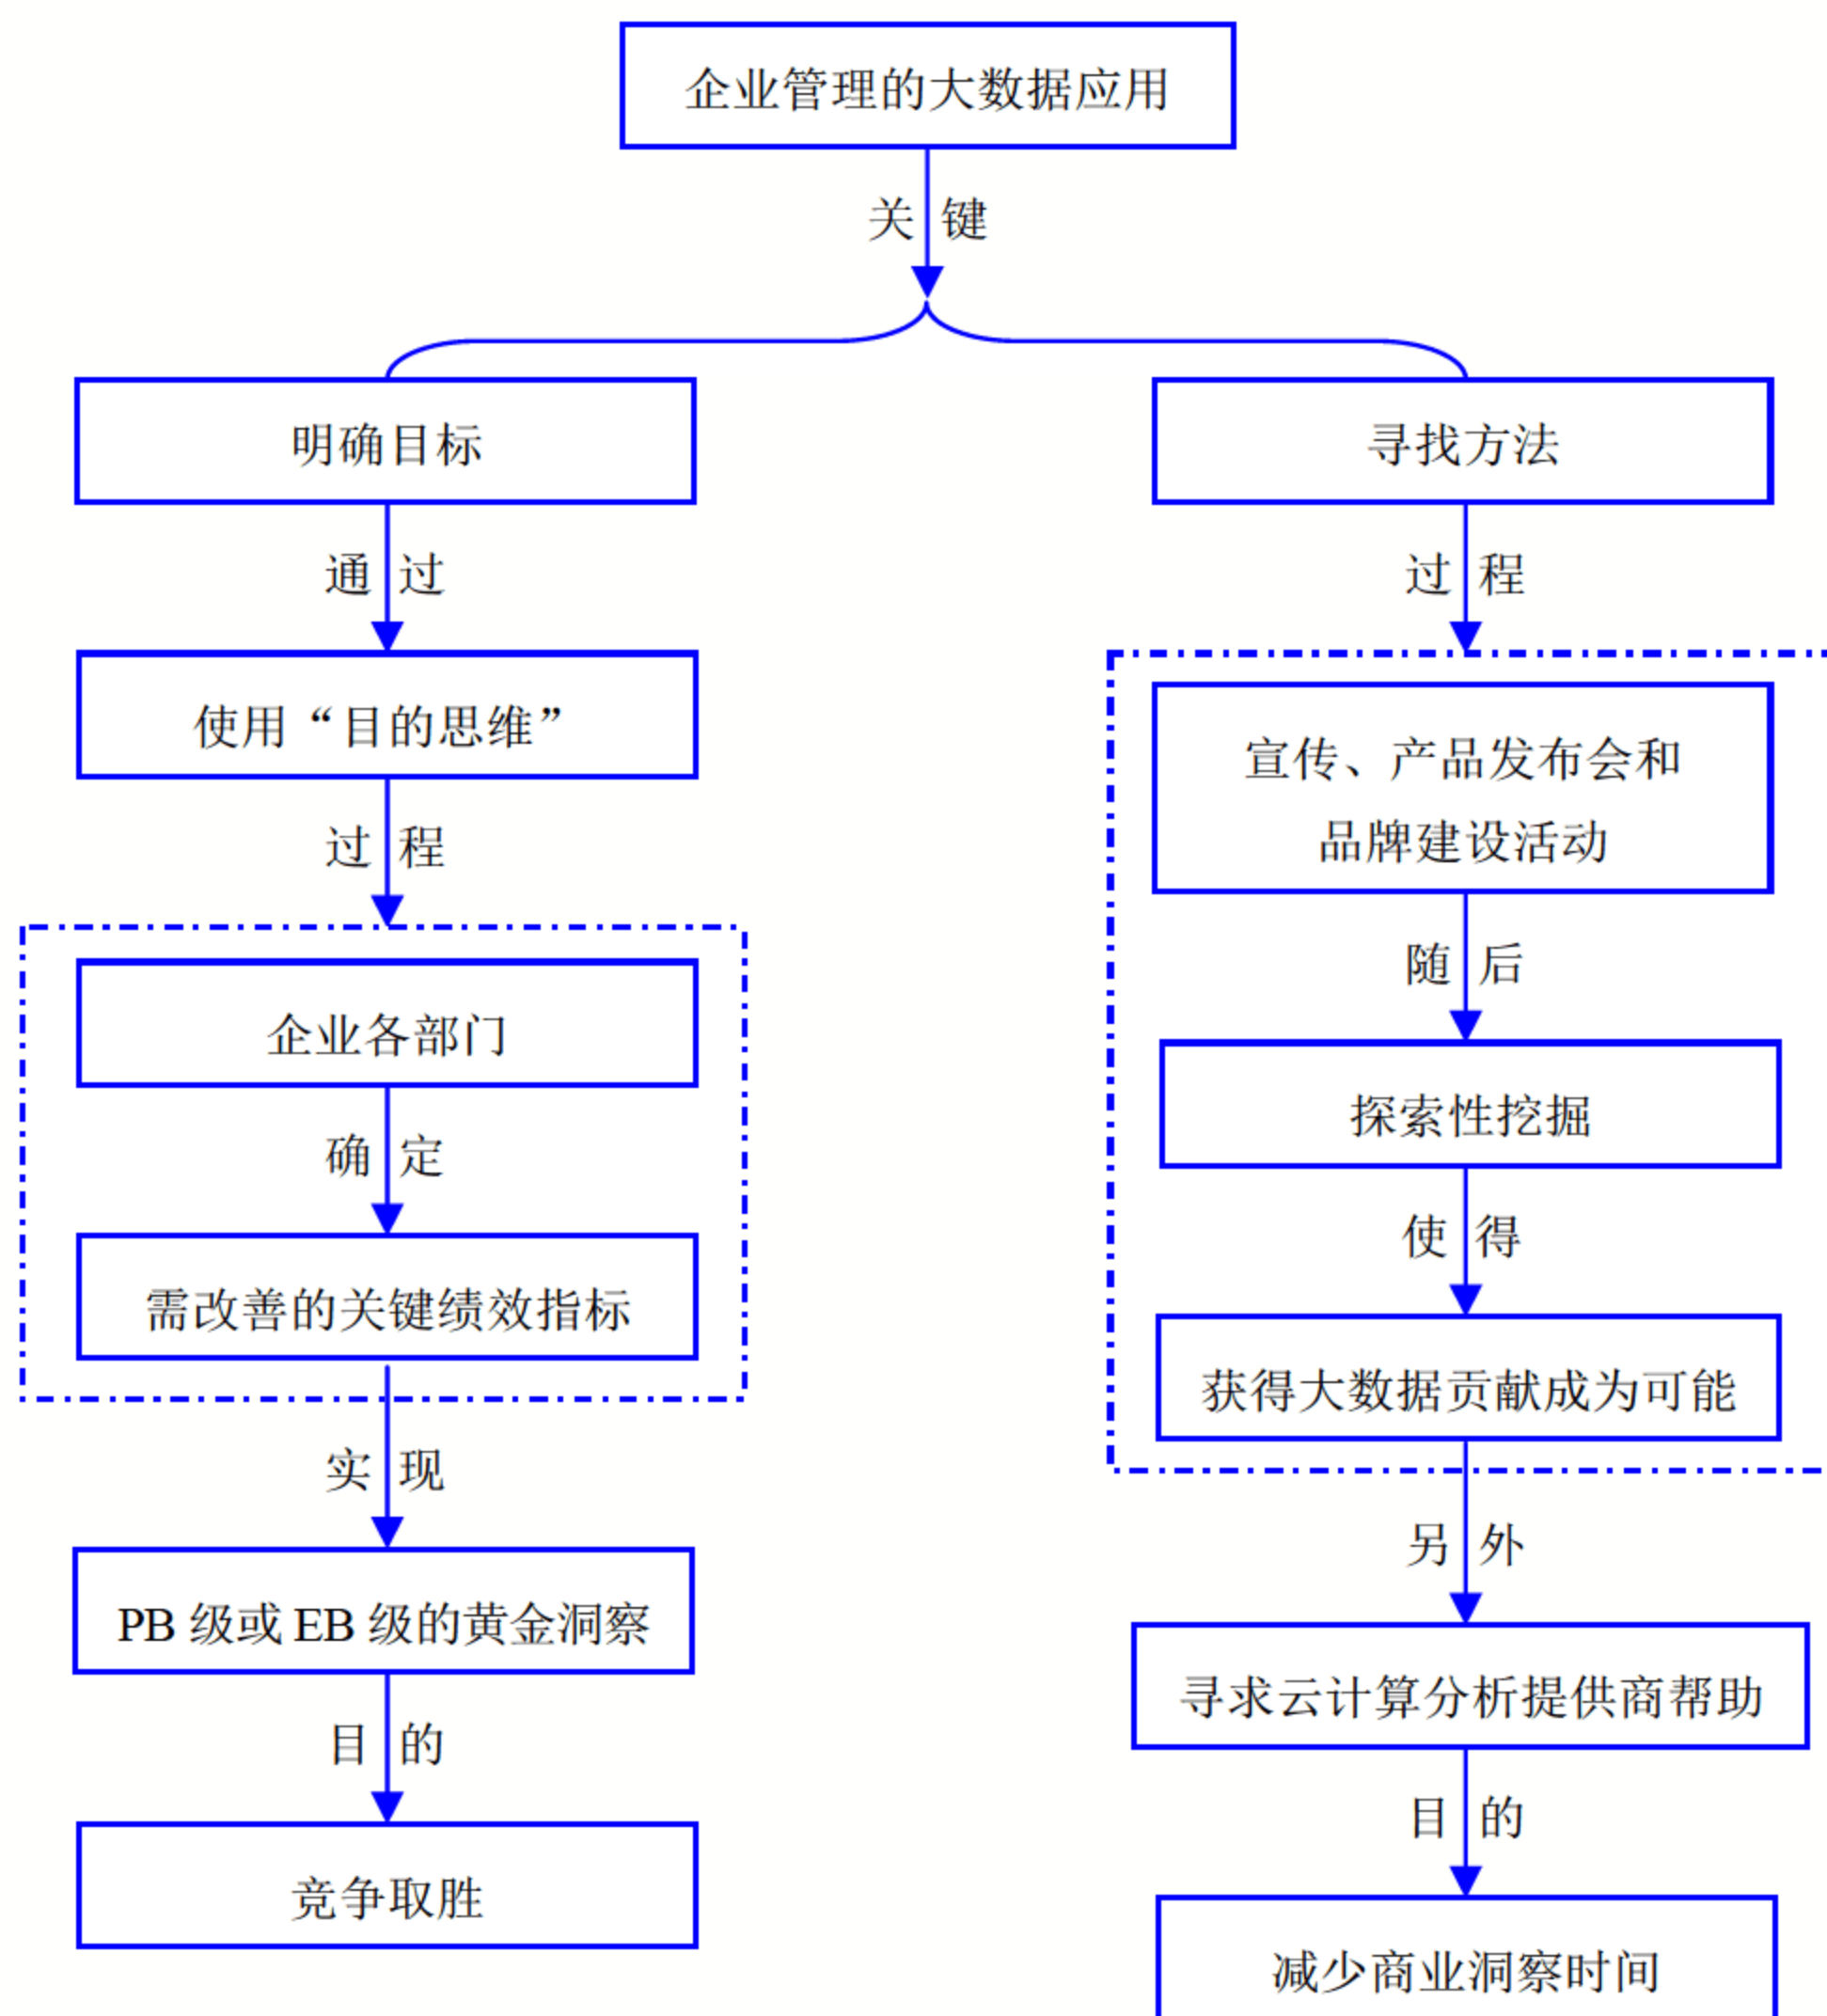 企业管理的大数据应用
关键
明确目标
通过
使用“目的思维”
过程
企业各部门
确定
需改善的关键绩效指标
实现
PB 级或 EB 级的黄金洞察
目的
竞争取胜
寻找方法
过程
宣传、产品发布会和
品牌建设活动
随后
探索性挖掘
使得
获得大数据贡献成为可能
另外
寻求云计算分析提供商帮助
目的
减少商业洞察时间